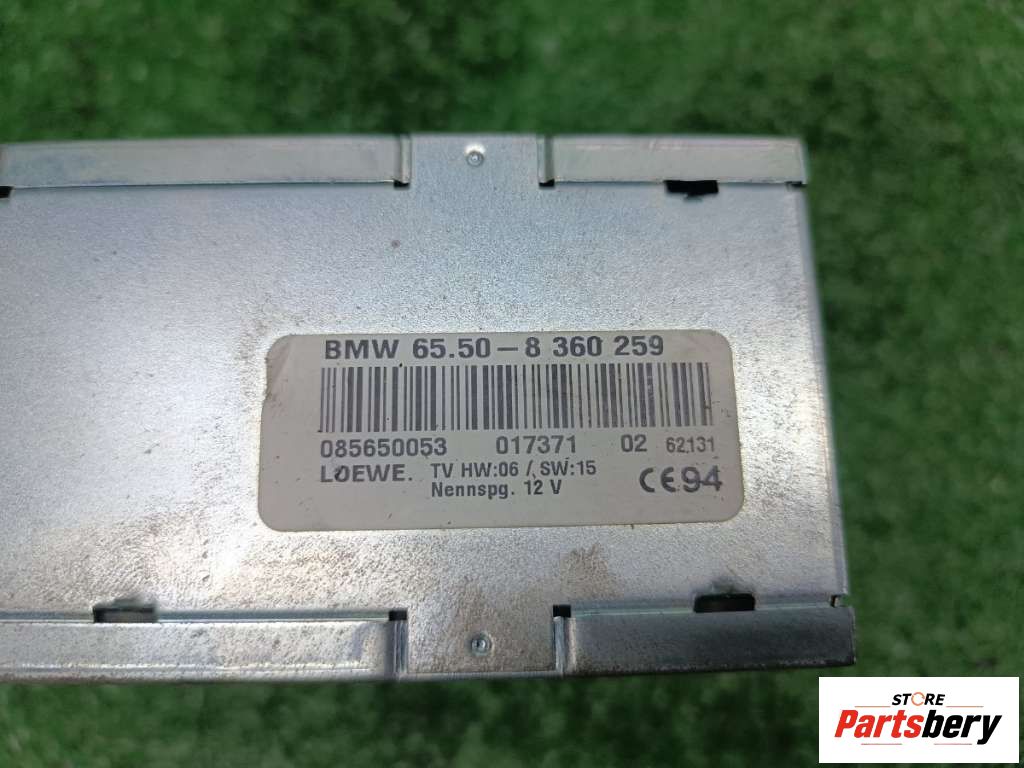 BMW 65.50-8 360 259
085650053 017371 02 62131
LOEWE. TV HW:06 / SW:15
Nennspg. 12 V
CE94
STORE
Partsbery